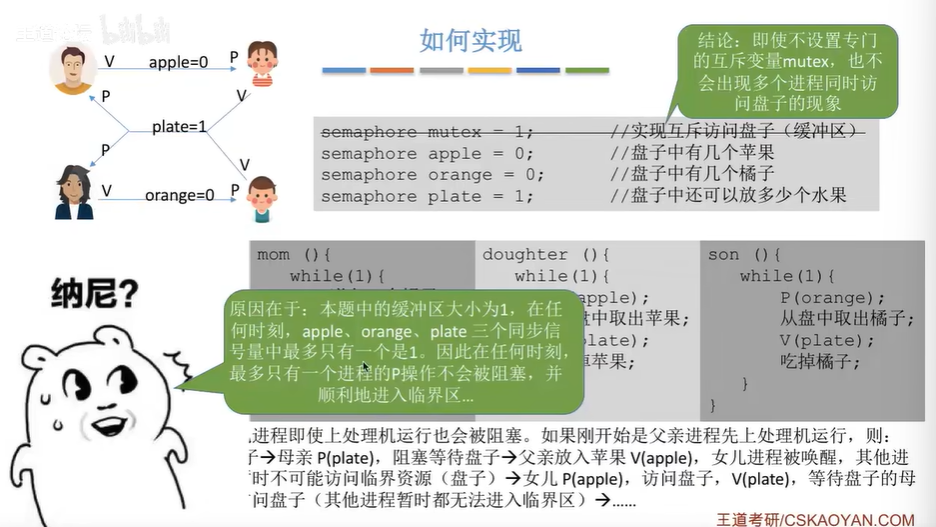 王道论坛 bilibili
如何实现
结论：即使不设置专门
的互斥变量mutex，也不
会出现多个进程同时访
问盘子的现象
V apple=0 P
P V
plate=1
P V
V orange=0 P
semaphore mutex = 1; //实现互斥访问盘子（缓冲区）
semaphore apple = 0; //盘子中有几个苹果
semaphore orange = 0; //盘子中有几个橘子
semaphore plate = 1; //盘子中还可以放多少个水果
纳尼？
mom (){
while(1){
doughter (){
while(1){
apple);
中取出苹果;
late);
苹果;
son (){
while(1){
P(orange);
从盘中取出橘子;
V(plate);
吃掉橘子;
}
}
原因在于：本题中的缓冲区大小为1，在任
何时刻，apple、orange、plate 三个同步信
号量中最多只有一个是1。因此在任何时刻，
最多只有一个进程的P操作不会被阻塞，并
顺利地进入临界区...
进程即使上处理机运行也会被阻塞。如果刚开始是父亲进程先上处理机运行，则：
子→母亲 P(plate)，阻塞等待盘子→父亲放入苹果 V(apple)，女儿进程被唤醒，其他进
时不可能访问临界资源（盘子）→女儿 P(apple)，访问盘子，V(plate)，等待盘子的母
问盘子（其他进程暂时都无法进入临界区）→......
王道考研/CSKAOYAN.COM